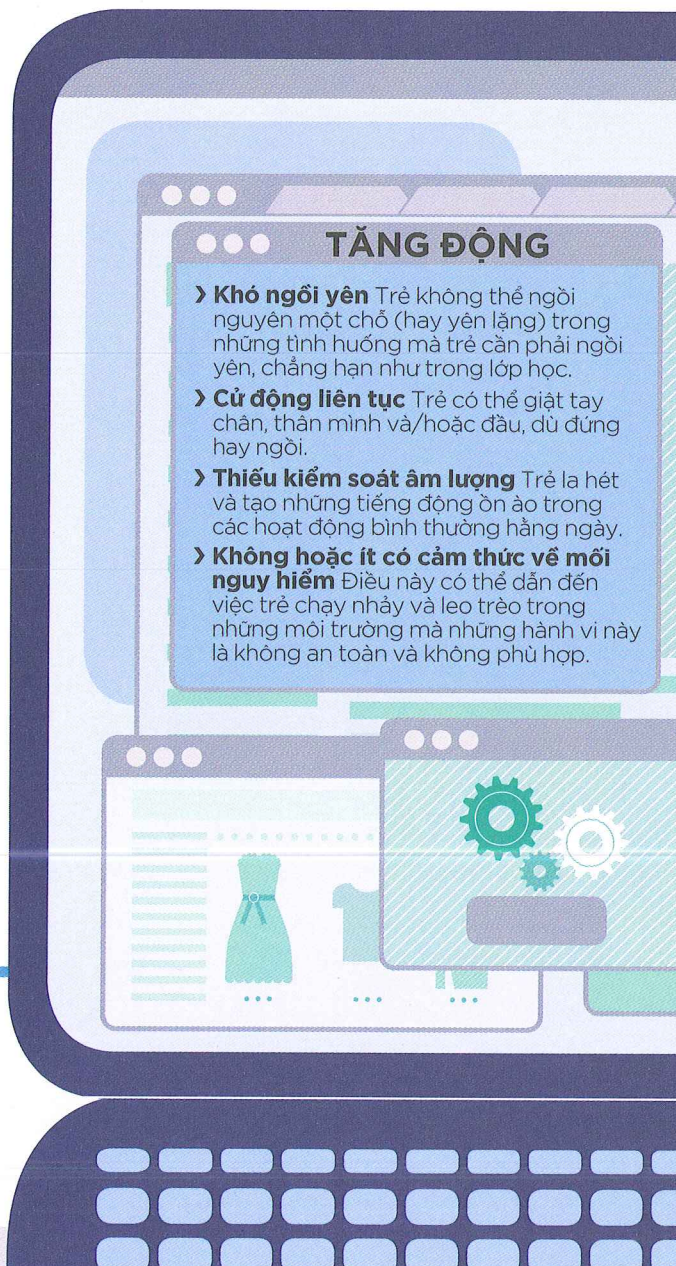 TĂNG ĐỘNG
› Khó ngồi yên Trẻ không thể ngồi
nguyên một chỗ (hay yên lặng) trong
những tình huống mà trẻ cần phải ngồi
yên, chẳng hạn như trong lớp học.
› Cử động liên tục Trẻ có thể giật tay
chân, thân mình và/hoặc đầu, dù đứng
hay ngồi.
› Thiếu kiểm soát âm lượng Trẻ la hét
và tạo những tiếng động ồn ào trong
các hoạt động bình thường hằng ngày.
› Không hoặc ít có cảm thức về mối
nguy hiểm Điều này có thể dẫn đến
việc trẻ chạy nhảy và leo trèo trong
những môi trường mà những hành vi này
là không an toàn và không phù hợp.